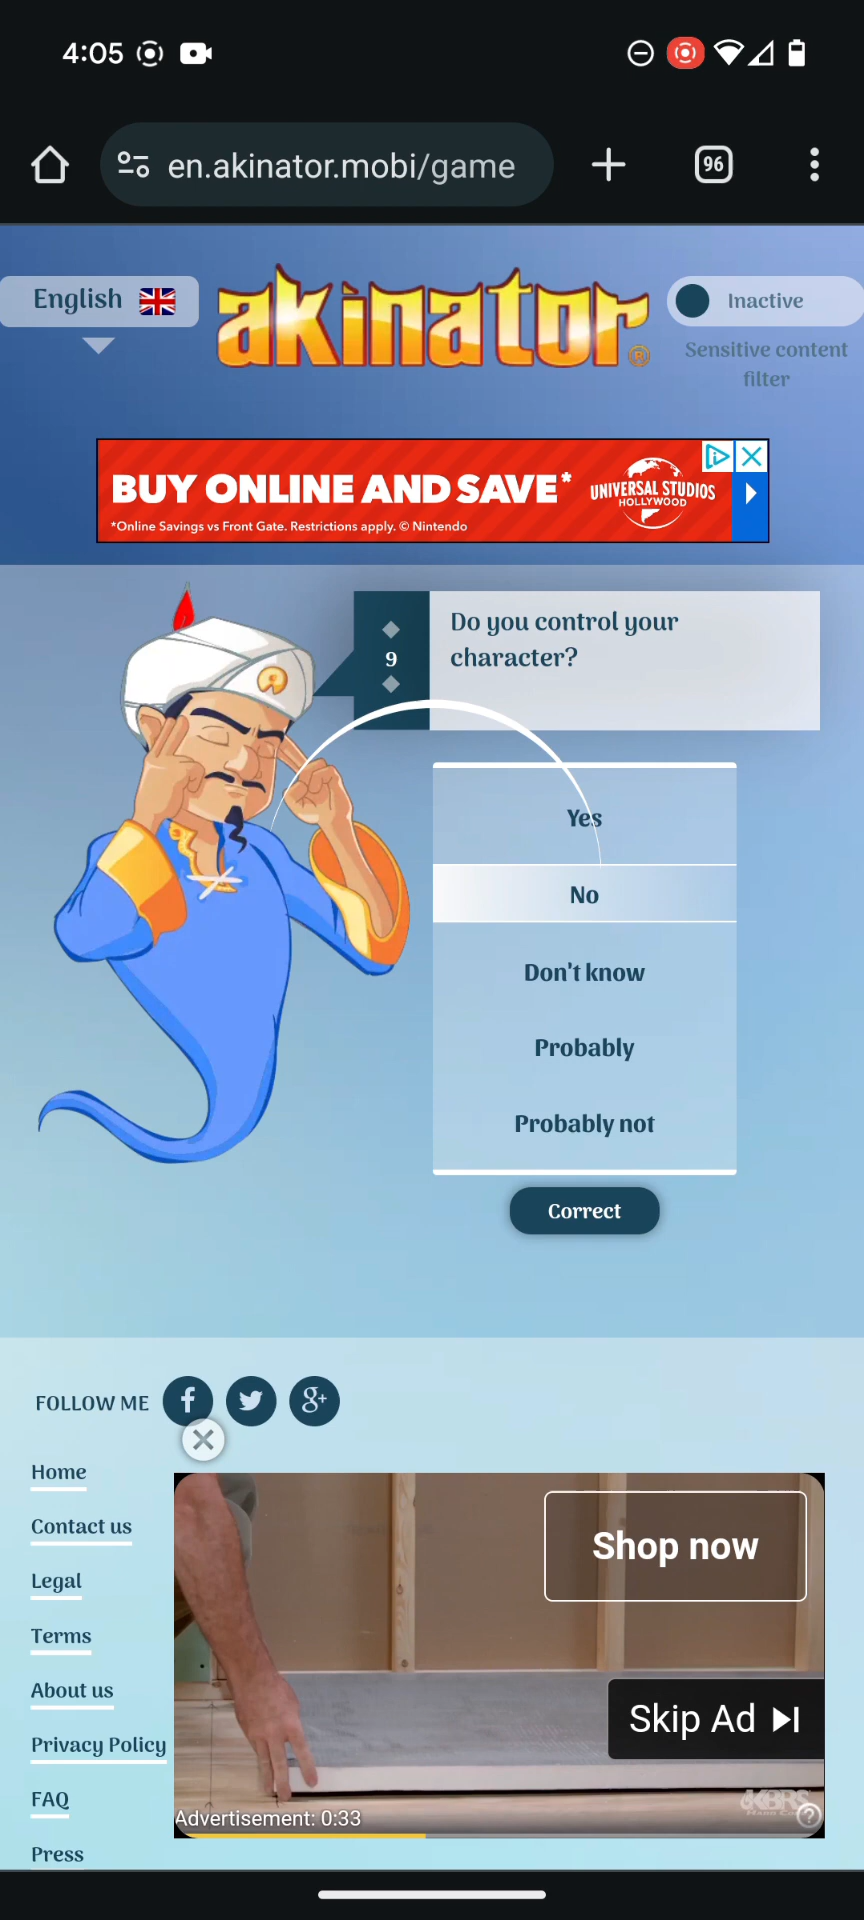 4:05
96
en.akinator.mobi/game
English
akinator
®
Inactive
Sensitive content
filter
BUY ONLINE AND SAVE*
*Online Savings vs Front Gate. Restrictions apply. © Nintendo
UNIVERSAL STUDIOS
HOLLYWOOD
9
Do you control your
character?
Yes
No
Don't know
Probably
Probably not
Correct
FOLLOW ME
Home
Contact us
Legal
Terms
About us
Privacy Policy
FAQ
Press
Shop now
Skip Ad
Advertisement: 0:33